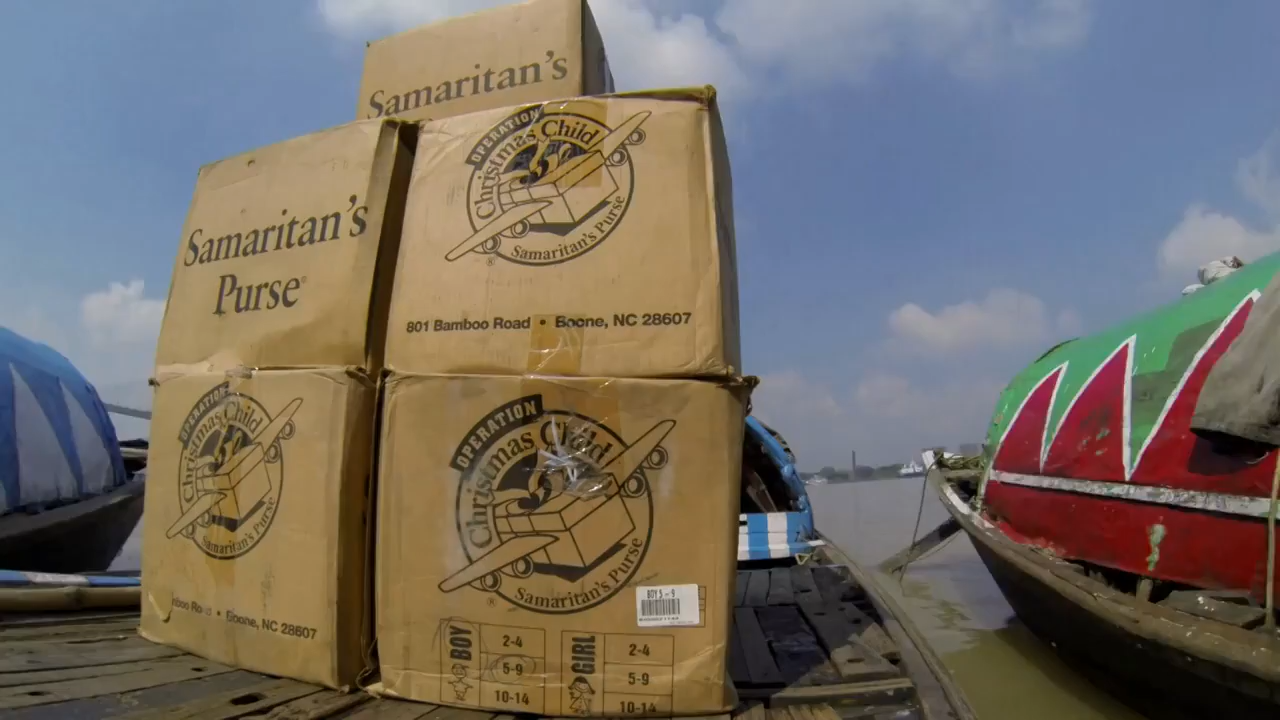 Samaritan's
Samaritan's
Purse
OPERATION
Christmas Child
Samaritan's Purse
®
801 Bamboo Road • Boone, NC 28607
OPERATION
Christmas Child
Samaritan's Purse
Road • Boone, NC 28607
OPERATION
Christmas Child
Samaritan's Purse
®
BOY 5 - 9
BOY
2-4
5-9
10-14
GIRL
2-4
5-9
10-14